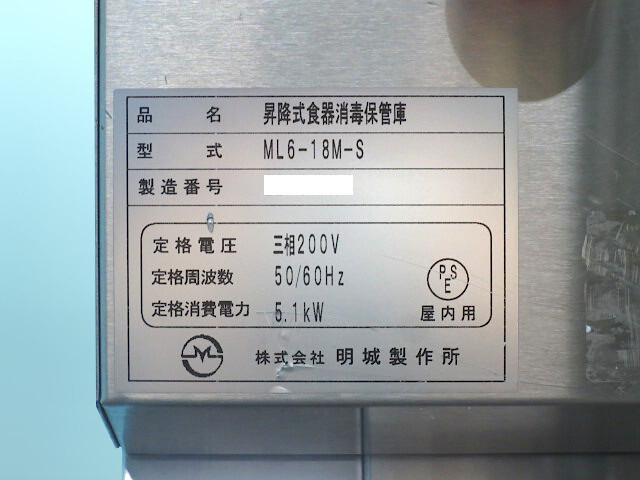 品名 昇降式食器消毒保管庫
型式 ML6-18M-S
製造番号
定格電圧 三相200V
定格周波数 50/60Hz
定格消費電力 5.1kW
PSE
屋内用
株式会社 明城製作所